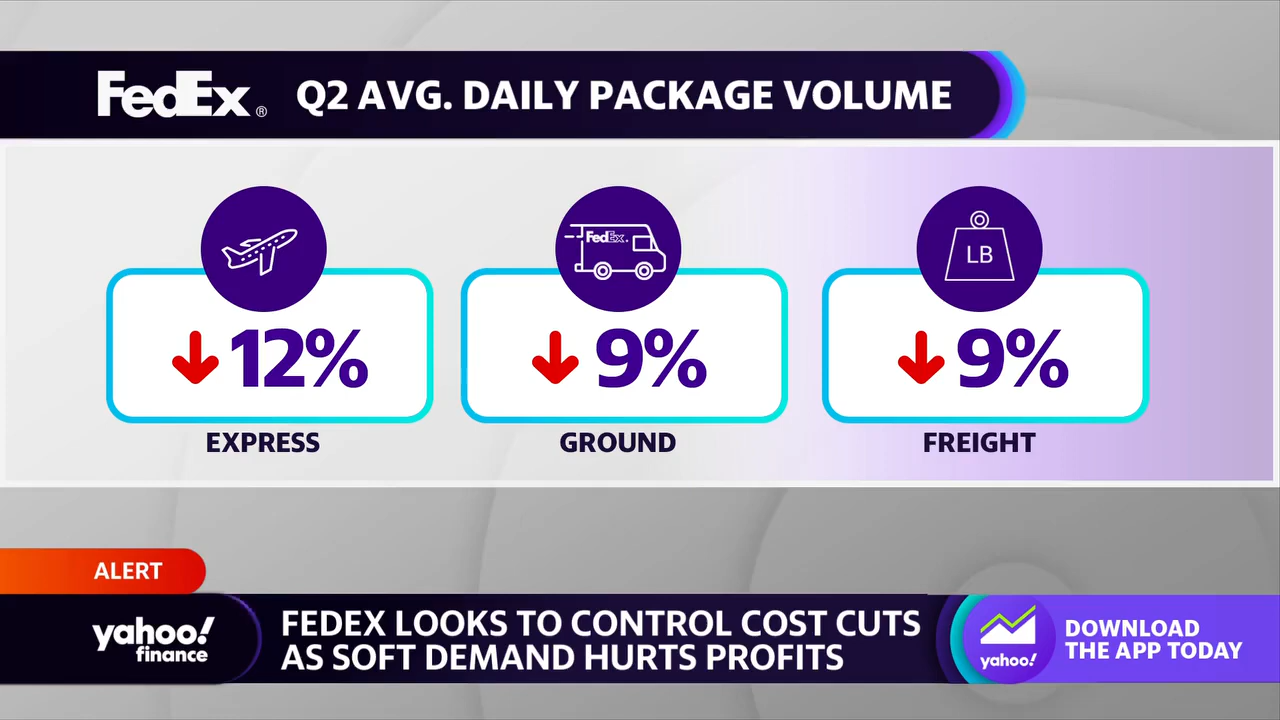 FedEx® Q2 AVG. DAILY PACKAGE VOLUME
FedEx.
LB
12%
9%
9%
EXPRESS
GROUND
FREIGHT
ALERT
yahoo!
finance
FEDEX LOOKS TO CONTROL COST CUTS
AS SOFT DEMAND HURTS PROFITS
yahoo!
DOWNLOAD
THE APP TODAY